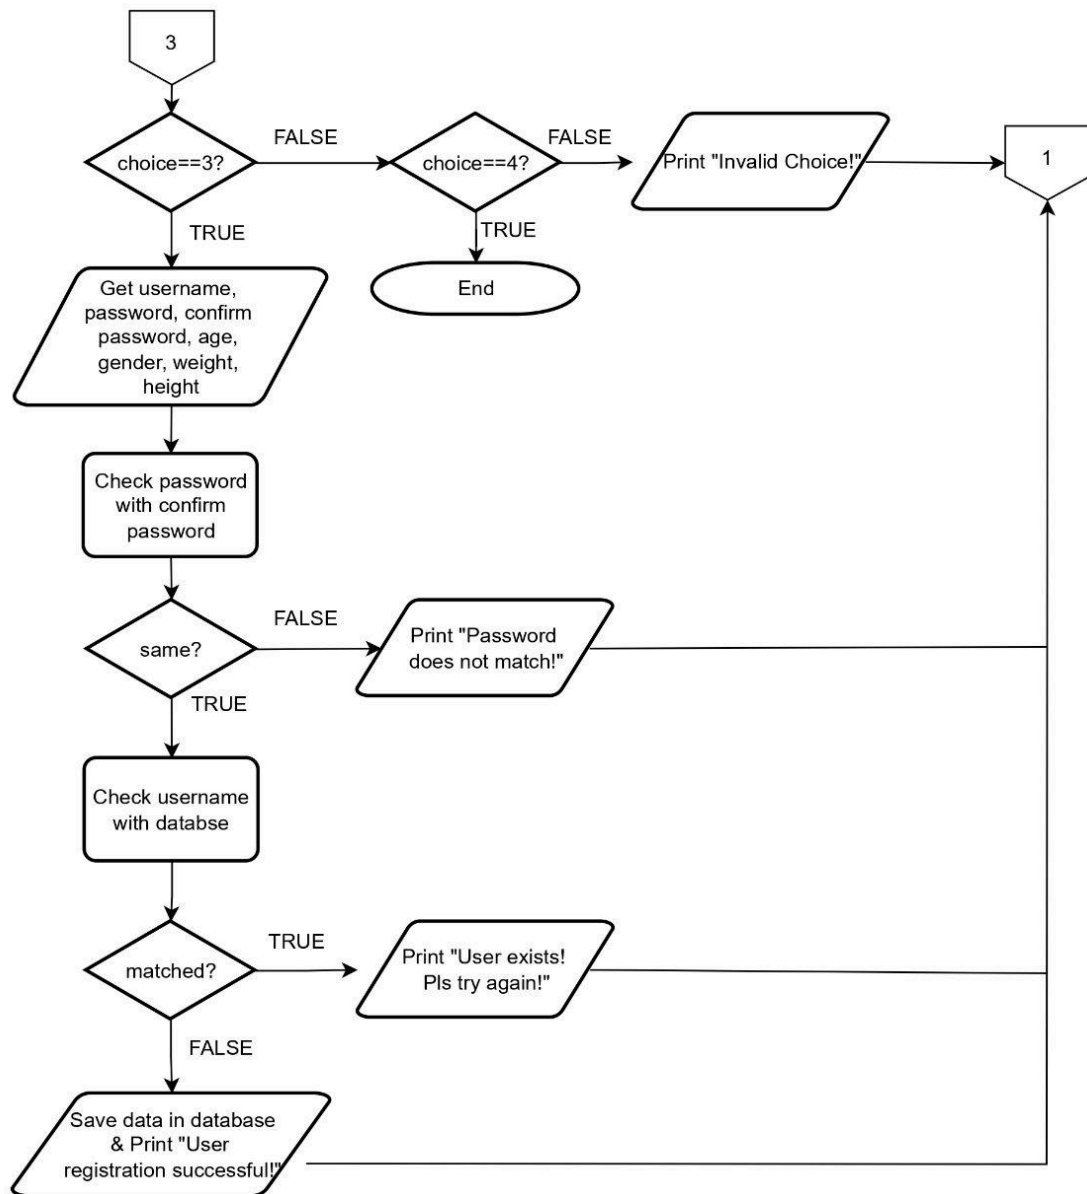 3
choice==3?
FALSE
choice==4?
FALSE
Print "Invalid Choice!"
1
TRUE
TRUE
Get username,
password, confirm
password, age,
gender, weight,
height
End
Check password
with confirm
password
same?
FALSE
Print "Password
does not match!"
TRUE
Check username
with databse
matched?
TRUE
Print "User exists!
Pls try again!"
FALSE
Save data in database
& Print "User
registration successful!"